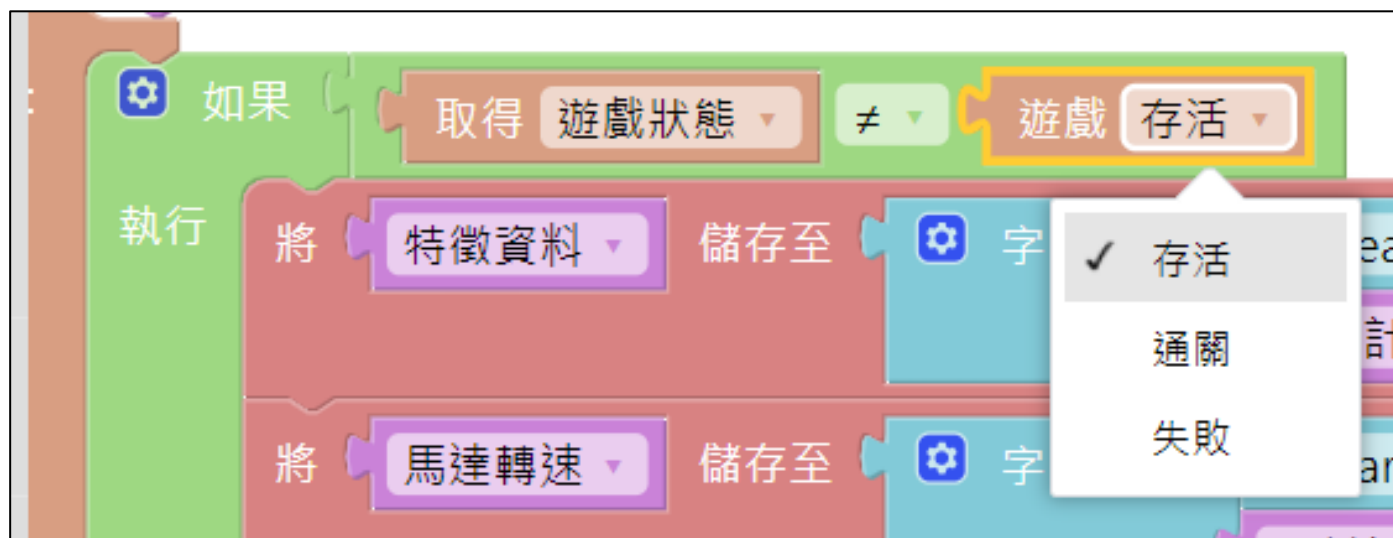 如果 取得 遊戲狀態 ≠ 遊戲 存活
執行 將 特徵資料 儲存至 字
存活
通關
失敗
將 馬達轉速 儲存至 字